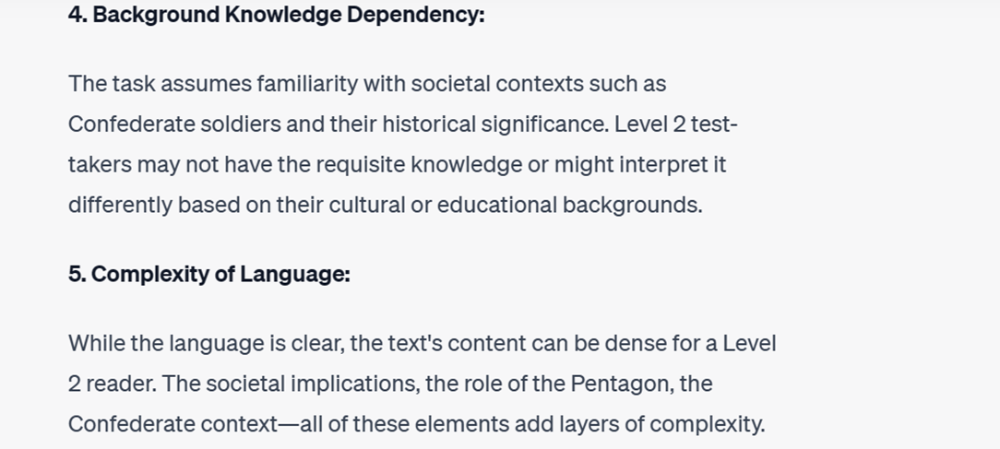 4. Background Knowledge Dependency:
The task assumes familiarity with societal contexts such as
Confederate soldiers and their historical significance. Level 2 test-
takers may not have the requisite knowledge or might interpret it
differently based on their cultural or educational backgrounds.
5. Complexity of Language:
While the language is clear, the text's content can be dense for a Level
2 reader. The societal implications, the role of the Pentagon, the
Confederate context—all of these elements add layers of complexity.